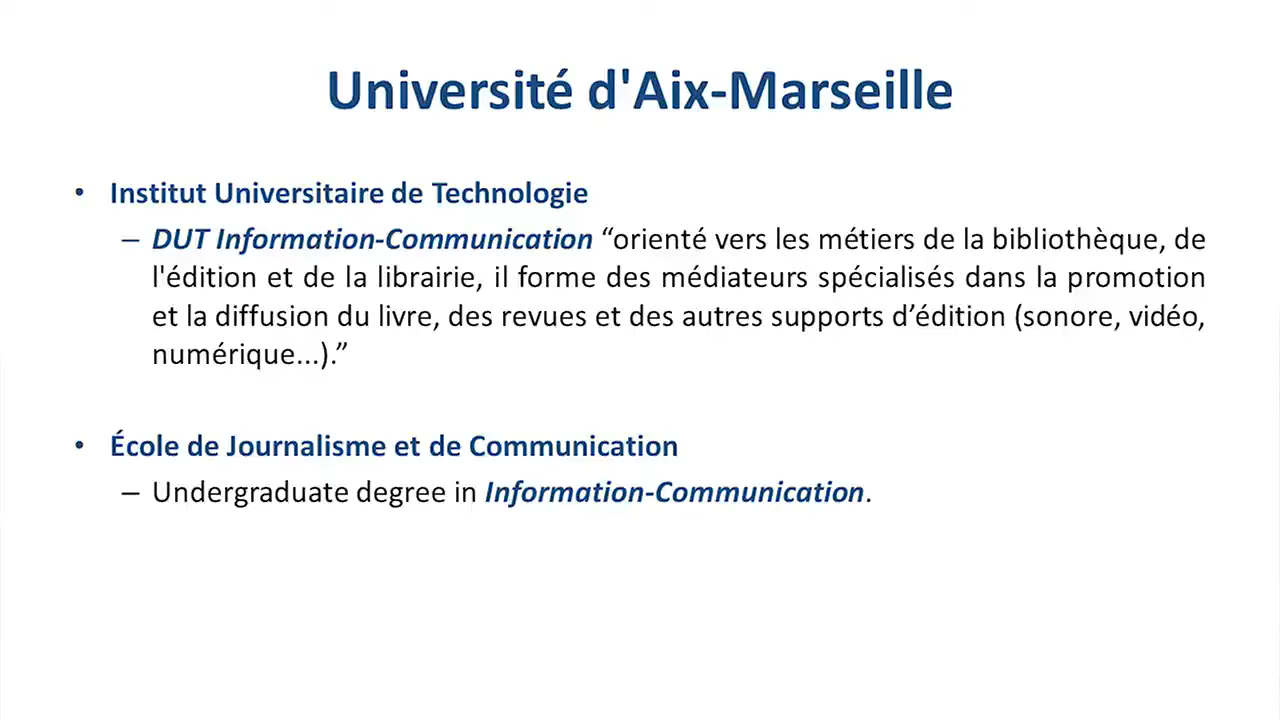 Université d'Aix-Marseille
• Institut Universitaire de Technologie
– DUT Information-Communication “orienté vers les métiers de la bibliothèque, de
l'édition et de la librairie, il forme des médiateurs spécialisés dans la promotion
et la diffusion du livre, des revues et des autres supports d’édition (sonore, vidéo,
numérique...).”
• École de Journalisme et de Communication
– Undergraduate degree in Information-Communication.